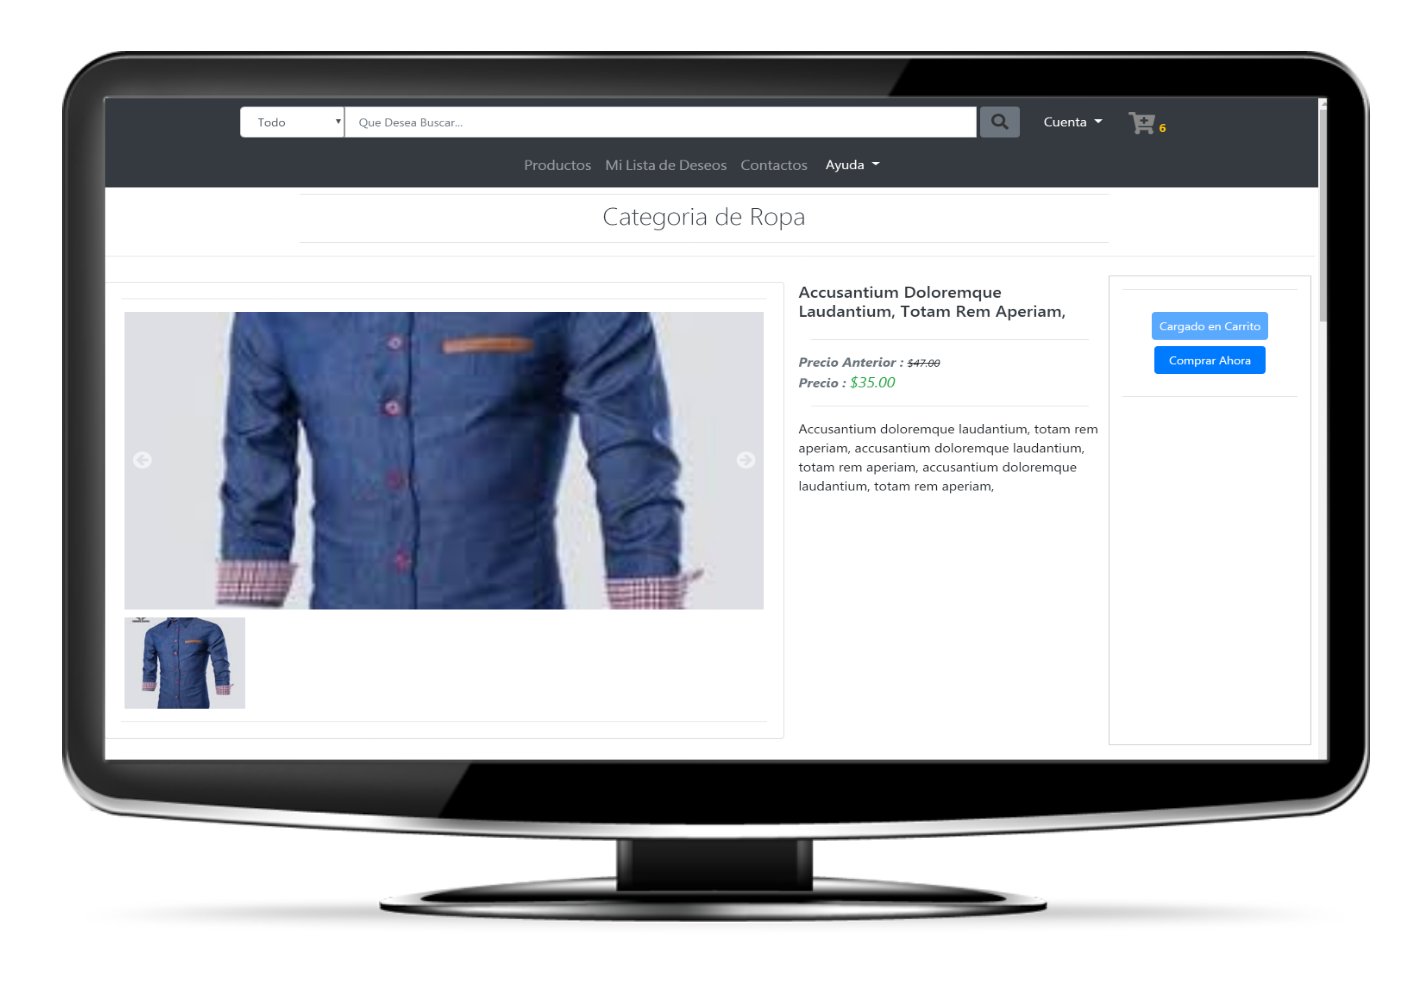 Todo
Que Desea Buscar...
Cuenta
6
Productos Mi Lista de Deseos Contactos Ayuda
Categoria de Ropa
Accusantium Doloremque
Laudantium, Totam Rem Aperiam,
Precio Anterior : $47.00
Precio : $35.00
Accusantium doloremque laudantium, totam rem
aperiam, accusantium doloremque laudantium,
totam rem aperiam, accusantium doloremque
laudantium, totam rem aperiam,
Cargado en Carrito
Comprar Ahora